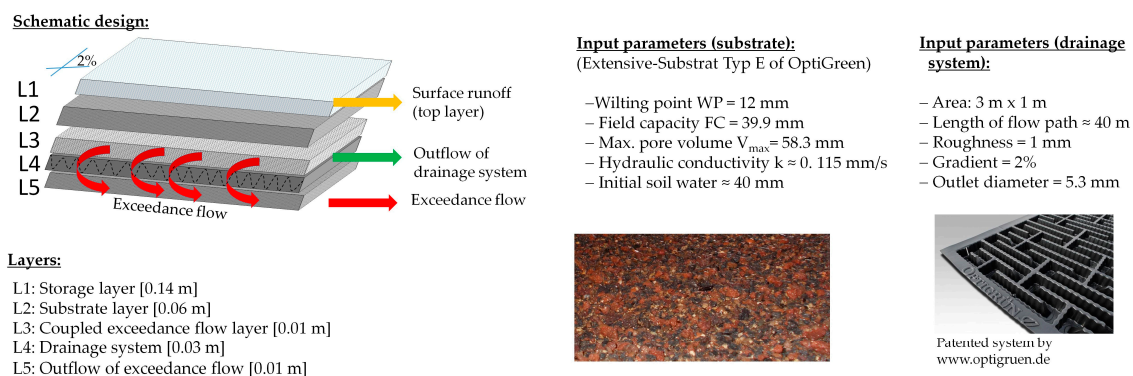 Schematic design:
2%
L1
L2
L3
L4
L5
Surface runoff
(top layer)
Outflow of
drainage system
Exceedance flow
Exceedance flow
Layers:
L1: Storage layer [0.14 m]
L2: Substrate layer [0.06 m]
L3: Coupled exceedance flow layer [0.01 m]
L4: Drainage system [0.03 m]
L5: Outflow of exceedance flow [0.01 m]
Input parameters (substrate):
(Extensive-Substrat Typ E of OptiGreen)
–Wilting point WP = 12 mm
– Field capacity FC = 39.9 mm
– Max. pore volume Vmax= 58.3 mm
– Hydraulic conductivity k ≈ 0. 115 mm/s
– Initial soil water ≈ 40 mm
Input parameters (drainage
system):
– Area: 3 m x 1 m
– Length of flow path ≈ 40 m
– Roughness = 1 mm
– Gradient = 2%
– Outlet diameter = 5.3 mm
Patented system by
www.optigruen.de